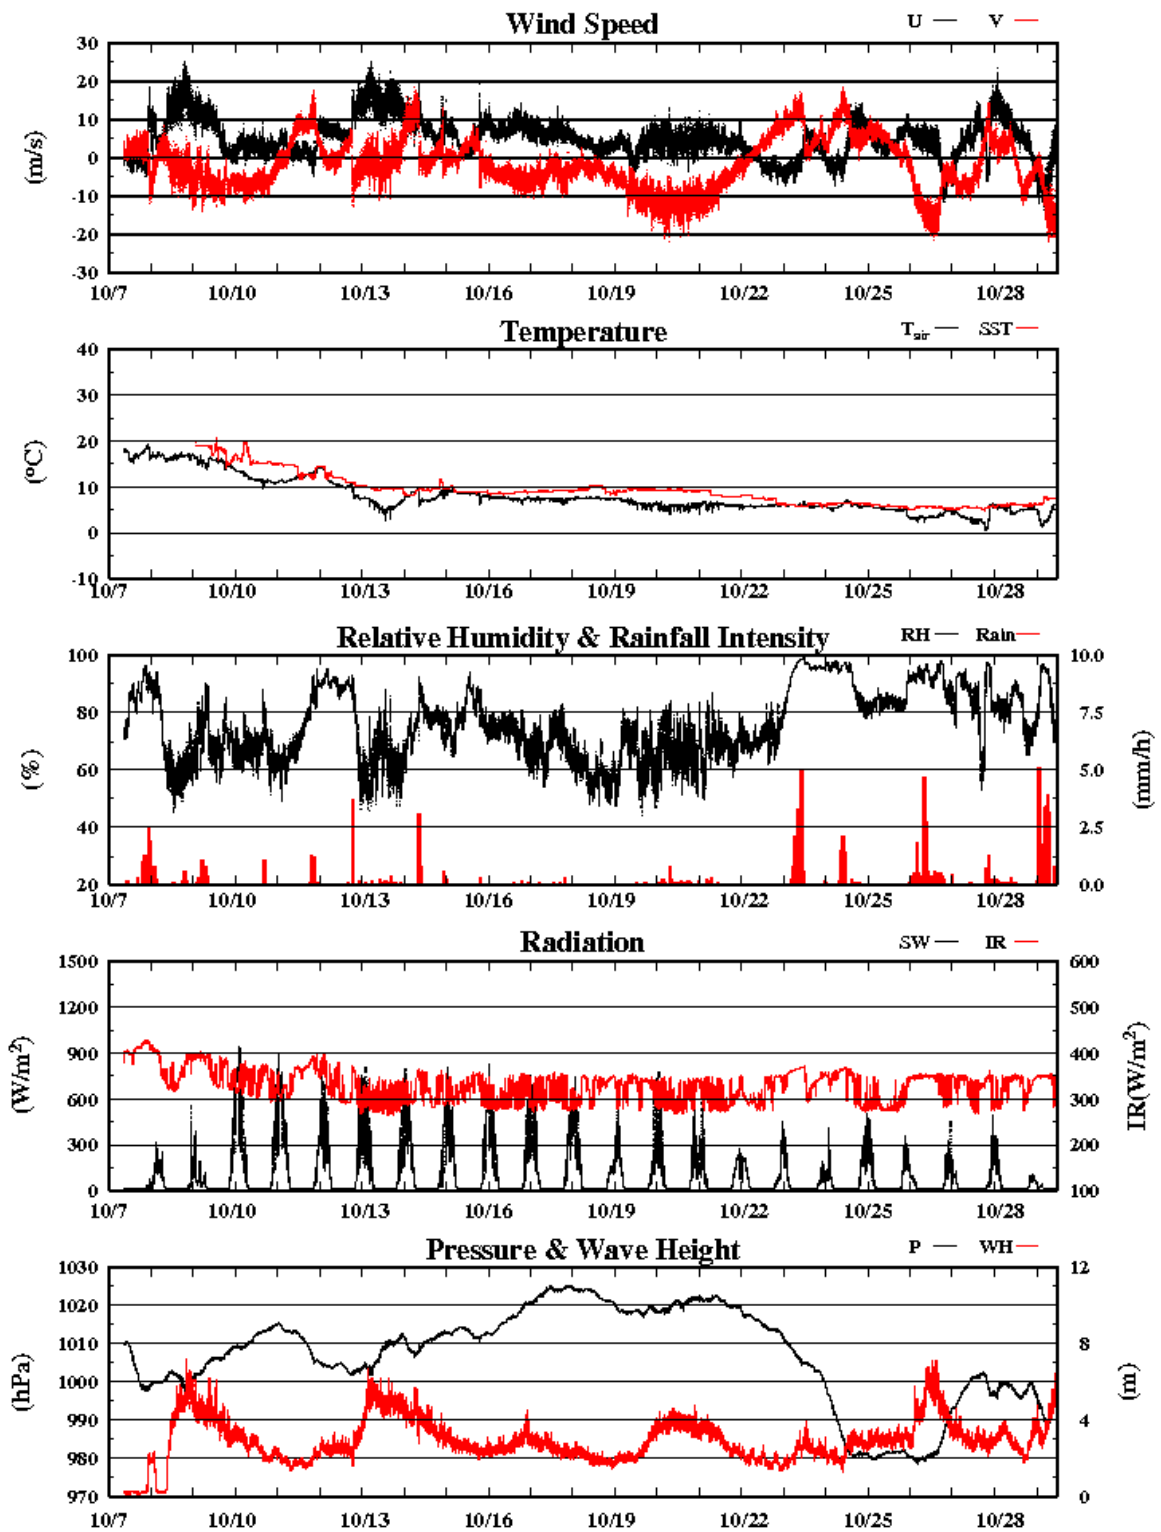 Wind Speed U V
30
20
10
0
-10
-20
-30
(m/s)
10/7 10/10 10/13 10/16 10/19 10/22 10/25 10/28
Temperature Tair SST
40
30
20
10
0
-10
(ºC)
10/7 10/10 10/13 10/16 10/19 10/22 10/25 10/28
Relative Humidity & Rainfall Intensity RH Rain
100 10.0
80 7.5
60 5.0
40 2.5
20 0.0
(%) (mm/h)
10/7 10/10 10/13 10/16 10/19 10/22 10/25 10/28
Radiation SW IR
1500 600
1200 500
900 400
600 300
300 200
0 100
(W/m²) IR(W/m²)
10/7 10/10 10/13 10/16 10/19 10/22 10/25 10/28
Pressure & Wave Height P WH
1030 12
1020
1010 8
1000
990 4
980
970 0
(hPa) (m)
10/7 10/10 10/13 10/16 10/19 10/22 10/25 10/28